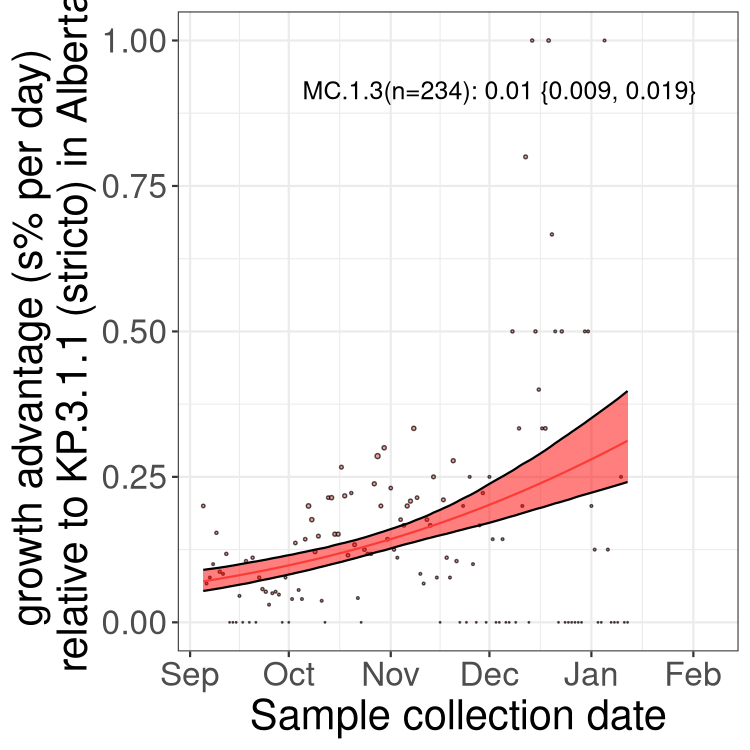 growth advantage (s% per day)
relative to KP.3.1.1 (stricto) in Alberta
1.00
0.75
0.50
0.25
0.00
MC.1.3(n=234): 0.01 {0.009, 0.019}
Sep Oct Nov Dec Jan Feb
Sample collection date